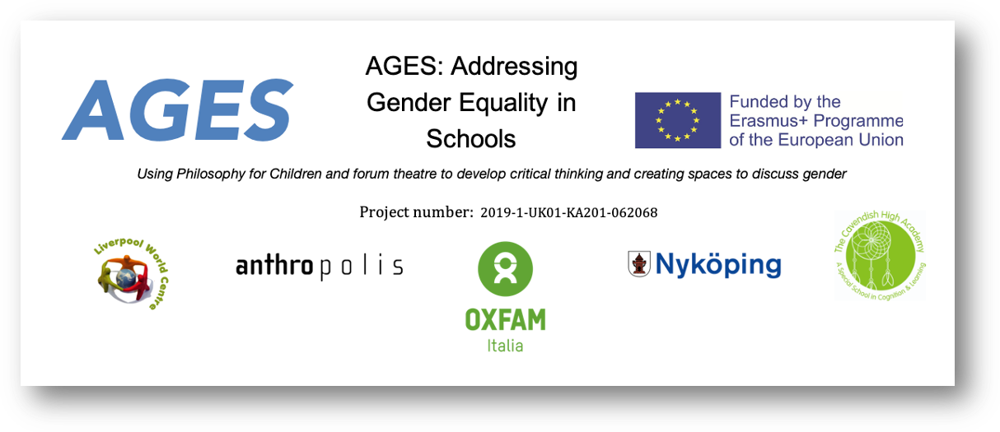 AGES
AGES: Addressing
Gender Equality in
Schools
Funded by the
Erasmus+ Programme
of the European Union
Using Philosophy for Children and forum theatre to develop critical thinking and creating spaces to discuss gender
Project number: 2019-1-UK01-KA201-062068
Liverpool World Centre
anthropolis
OXFAM
Italia
Nyköping
The Cavendish High Academy
A Special School in Cognition & Learning